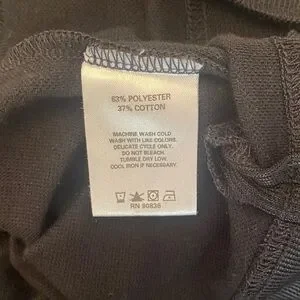 63% POLYESTER
37% COTTON
MACHINE WASH COLD
WASH WITH LIKE COLORS.
DELICATE CYCLE ONLY.
DO NOT BLEACH.
TUMBLE DRY LOW.
COOL IRON IF NECESSARY.
RN 90836